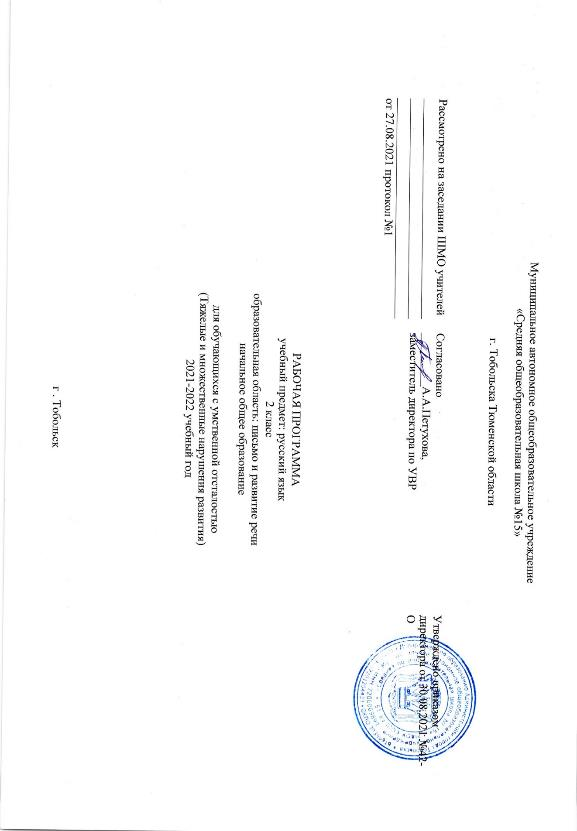 Муниципальное автономное общеобразовательное учреждение
«Средняя общеобразовательная школа №15»
г. Тобольска Тюменской области
Рассмотрено на заседании ШМО учителей
от 27.08.2021 протокол №1
Согласовано
А.А.Петухова,
заместитель директора по УВР
Утверждено приказом
директора от 30.08.2021 №42-
О
РАБОЧАЯ ПРОГРАММА
учебный предмет: русский язык
2 класс
образовательная область: письмо и развитие речи
начальное общее образование
для обучающихся с умственной отсталостью
(Тяжелые и множественные нарушения развития)
2021-2022 учебный год
г . Тобольск